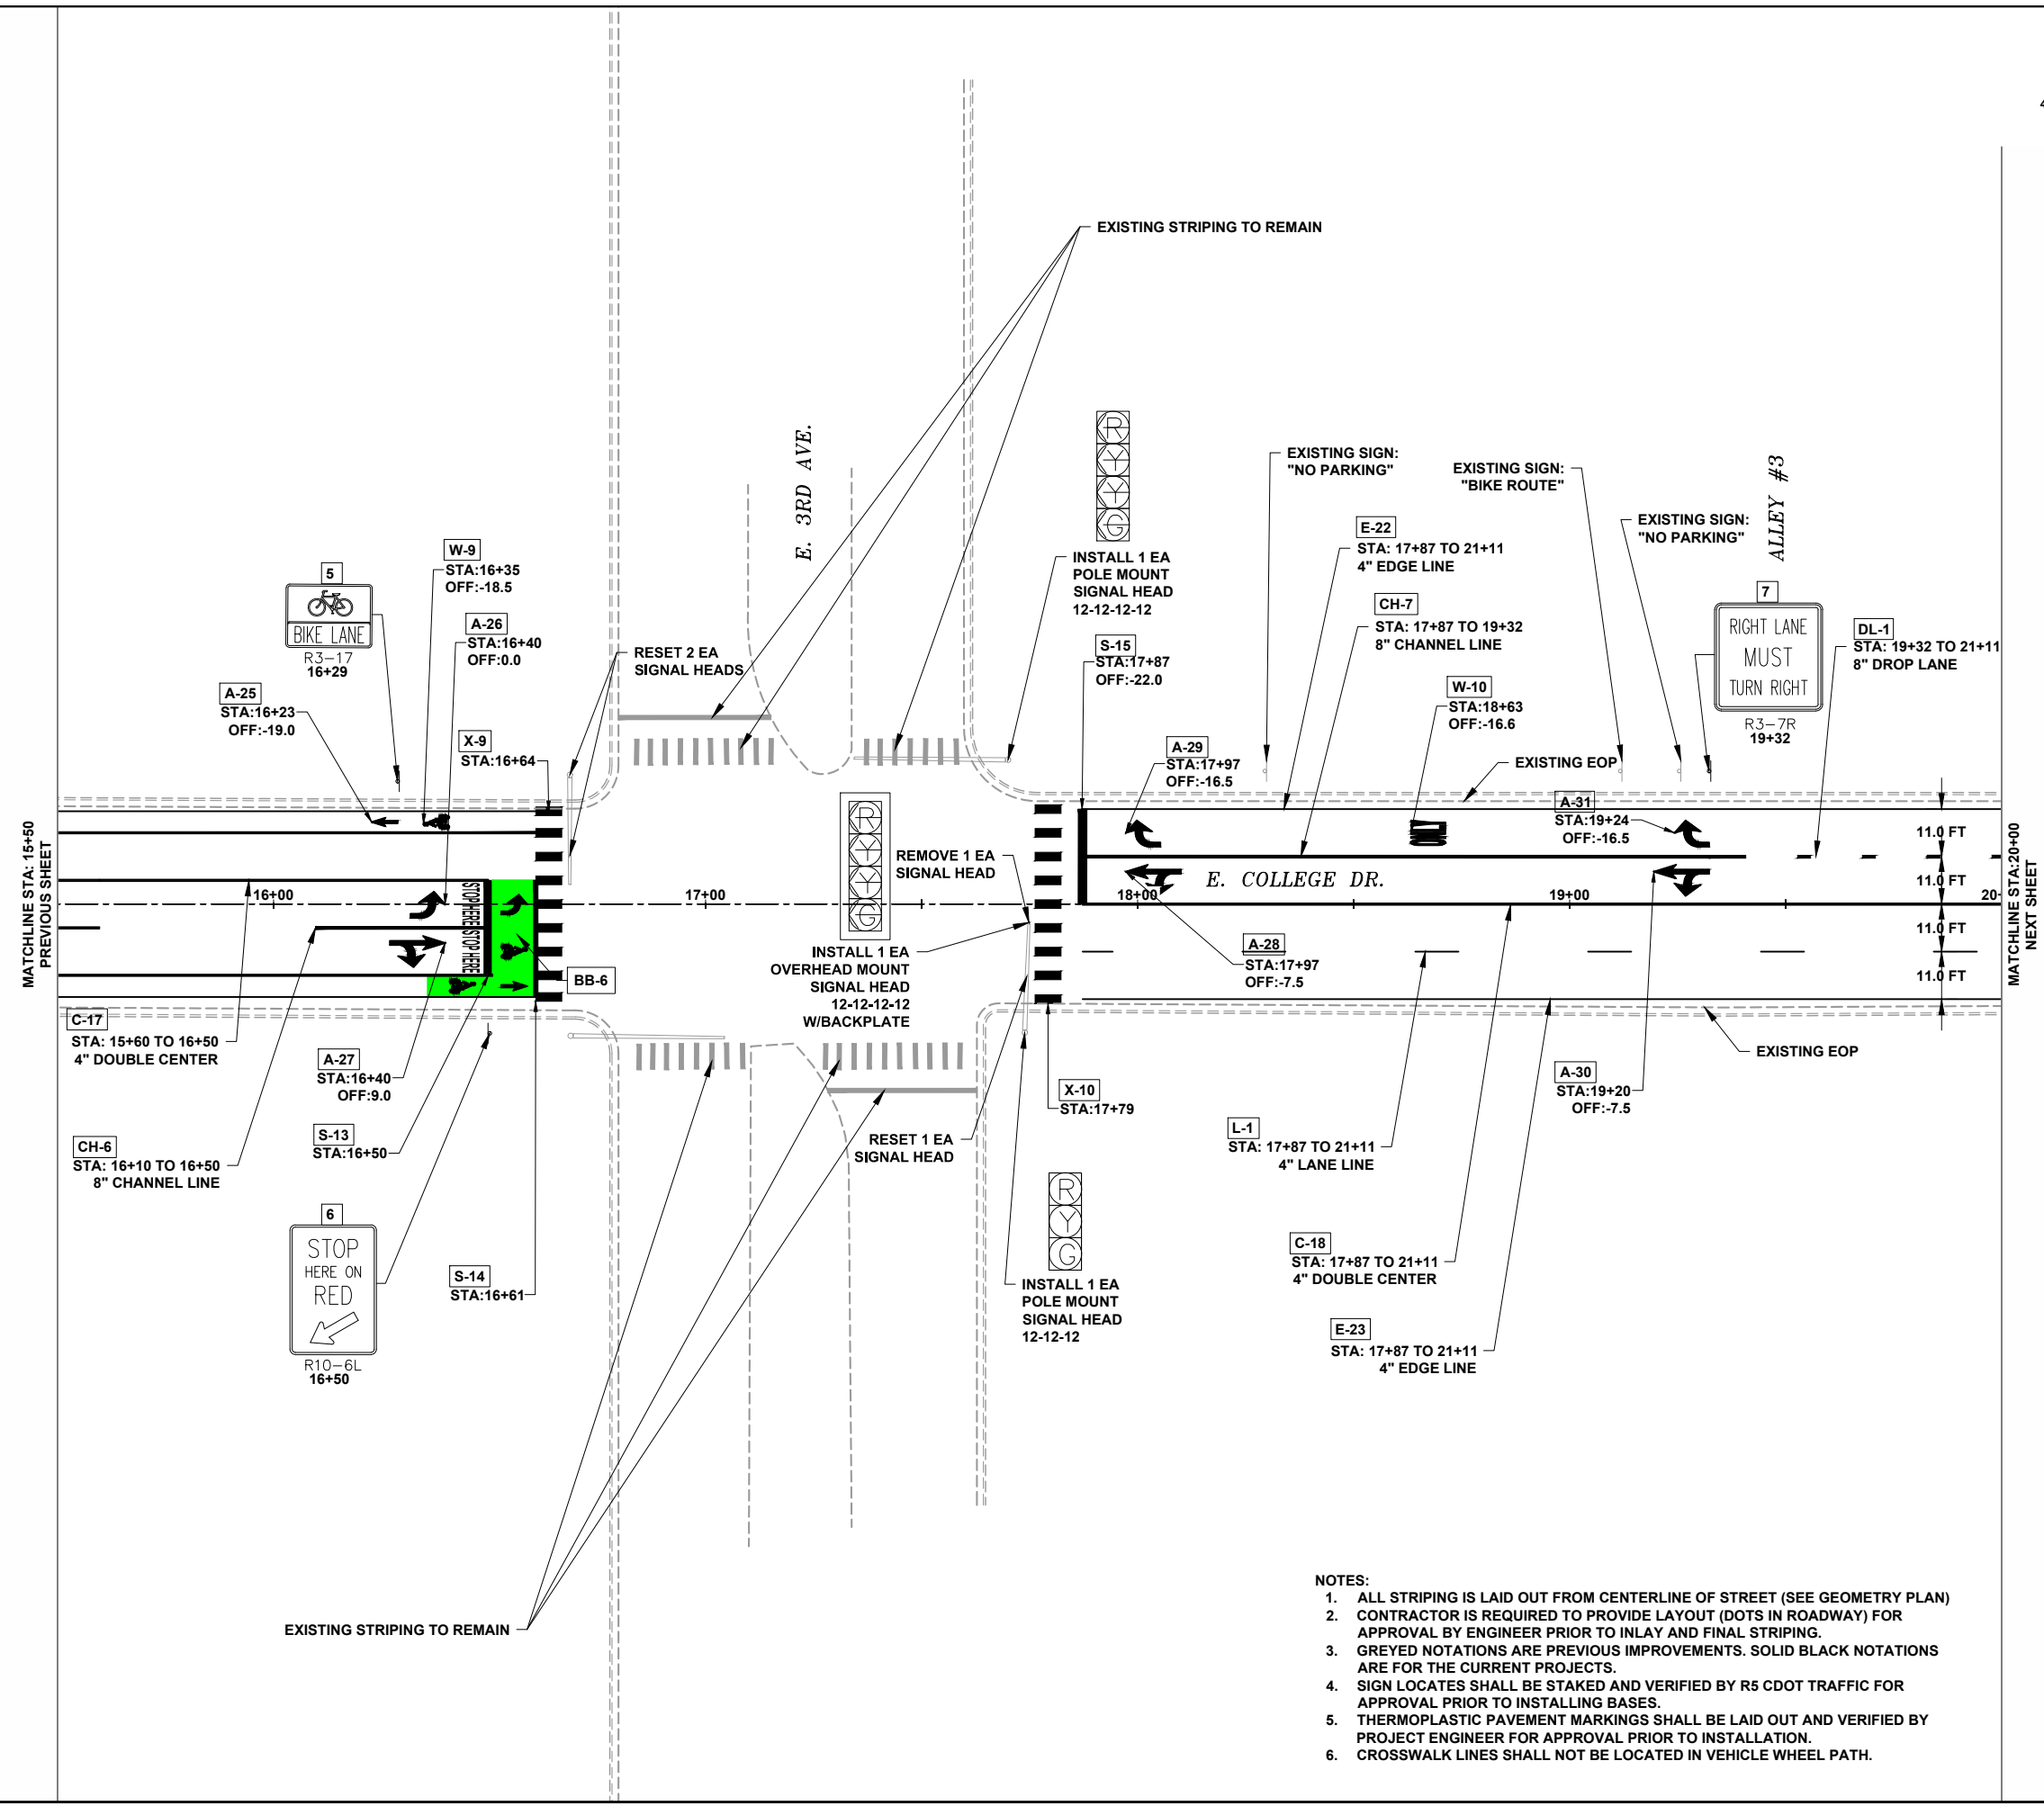 4
EXISTING STRIPING TO REMAIN
E. 3RD AVE.
R
Y
Y
G
INSTALL 1 EA
POLE MOUNT
SIGNAL HEAD
12-12-12-12
EXISTING SIGN:
"NO PARKING"
EXISTING SIGN:
"BIKE ROUTE"
EXISTING SIGN:
"NO PARKING"
ALLEY #3
E-22
STA: 17+87 TO 21+11
4" EDGE LINE
CH-7
STA: 17+87 TO 19+32
8" CHANNEL LINE
7
RIGHT LANE
MUST
TURN RIGHT
R3-7R
19+32
DL-1
STA: 19+32 TO 21+11
8" DROP LANE
5
BIKE LANE
R3-17
16+29
W-9
STA:16+35
OFF:-18.5
A-26
STA:16+40
OFF:0.0
A-25
STA:16+23
OFF:-19.0
X-9
STA:16+64
RESET 2 EA
SIGNAL HEADS
S-15
STA:17+87
OFF:-22.0
W-10
STA:18+63
OFF:-16.6
A-29
STA:17+97
OFF:-16.5
EXISTING EOP
A-31
STA:19+24
OFF:-16.5
MATCHLINE STA: 15+50
PREVIOUS SHEET
R
Y
Y
G
REMOVE 1 EA
SIGNAL HEAD
11.0 FT
11.0 FT
11.0 FT
11.0 FT
MATCHLINE STA:20+00
NEXT SHEET
E. COLLEGE DR.
16+00
17+00
18+00
19+00
20+
STOP HERE
STOP HERE
BB-6
INSTALL 1 EA
OVERHEAD MOUNT
SIGNAL HEAD
12-12-12-12
W/BACKPLATE
A-28
STA:17+97
OFF:-7.5
C-17
STA: 15+60 TO 16+50
4" DOUBLE CENTER
A-27
STA:16+40
OFF:9.0
EXISTING EOP
A-30
STA:19+20
OFF:-7.5
X-10
STA:17+79
S-13
STA:16+50
CH-6
STA: 16+10 TO 16+50
8" CHANNEL LINE
RESET 1 EA
SIGNAL HEAD
L-1
STA: 17+87 TO 21+11
4" LANE LINE
6
STOP
HERE ON
RED
R10-6L
16+50
S-14
STA:16+61
R
Y
G
INSTALL 1 EA
POLE MOUNT
SIGNAL HEAD
12-12-12
C-18
STA: 17+87 TO 21+11
4" DOUBLE CENTER
E-23
STA: 17+87 TO 21+11
4" EDGE LINE
EXISTING STRIPING TO REMAIN
NOTES:
1. ALL STRIPING IS LAID OUT FROM CENTERLINE OF STREET (SEE GEOMETRY PLAN)
2. CONTRACTOR IS REQUIRED TO PROVIDE LAYOUT (DOTS IN ROADWAY) FOR
APPROVAL BY ENGINEER PRIOR TO INLAY AND FINAL STRIPING.
3. GREYED NOTATIONS ARE PREVIOUS IMPROVEMENTS. SOLID BLACK NOTATIONS
ARE FOR THE CURRENT PROJECTS.
4. SIGN LOCATES SHALL BE STAKED AND VERIFIED BY R5 CDOT TRAFFIC FOR
APPROVAL PRIOR TO INSTALLING BASES.
5. THERMOPLASTIC PAVEMENT MARKINGS SHALL BE LAID OUT AND VERIFIED BY
PROJECT ENGINEER FOR APPROVAL PRIOR TO INSTALLATION.
6. CROSSWALK LINES SHALL NOT BE LOCATED IN VEHICLE WHEEL PATH.